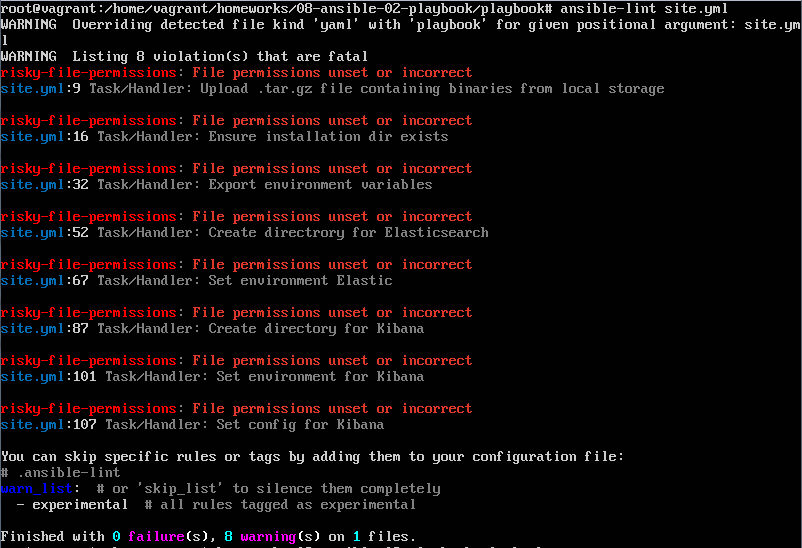 root@vagrant:/home/vagrant/homeworks/08-ansible-02-playbook/playbook# ansible-lint site.yml
WARNING  Overriding detected file kind 'yaml' with 'playbook' for given positional argument: site.ym
l
WARNING  Listing 8 violation(s) that are fatal
risky-file-permissions: File permissions unset or incorrect
site.yml:9 Task/Handler: Upload .tar.gz file containing binaries from local storage
risky-file-permissions: File permissions unset or incorrect
site.yml:16 Task/Handler: Ensure installation dir exists
risky-file-permissions: File permissions unset or incorrect
site.yml:32 Task/Handler: Export environment variables
risky-file-permissions: File permissions unset or incorrect
site.yml:52 Task/Handler: Create directrory for Elasticsearch
risky-file-permissions: File permissions unset or incorrect
site.yml:67 Task/Handler: Set environment Elastic
risky-file-permissions: File permissions unset or incorrect
site.yml:87 Task/Handler: Create directory for Kibana
risky-file-permissions: File permissions unset or incorrect
site.yml:101 Task/Handler: Set environment for Kibana
risky-file-permissions: File permissions unset or incorrect
site.yml:107 Task/Handler: Set config for Kibana
You can skip specific rules or tags by adding them to your configuration file:
# .ansible-lint
warn_list:  # or 'skip_list' to silence them completely
  - experimental  # all rules tagged as experimental
Finished with 0 failure(s), 8 warning(s) on 1 files.